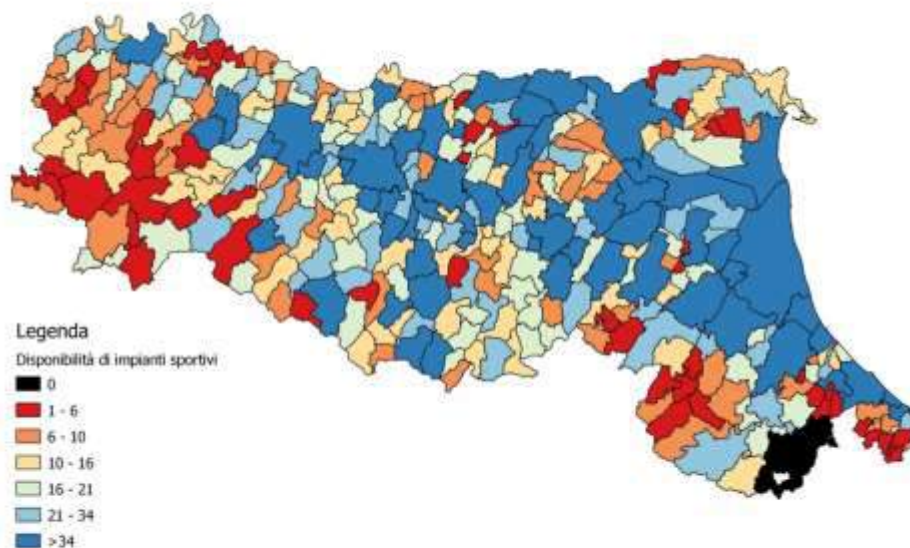 Legenda
Disponibilità di impianti sportivi
0
1 - 6
6 - 10
10 - 16
16 - 21
21 - 34
>34